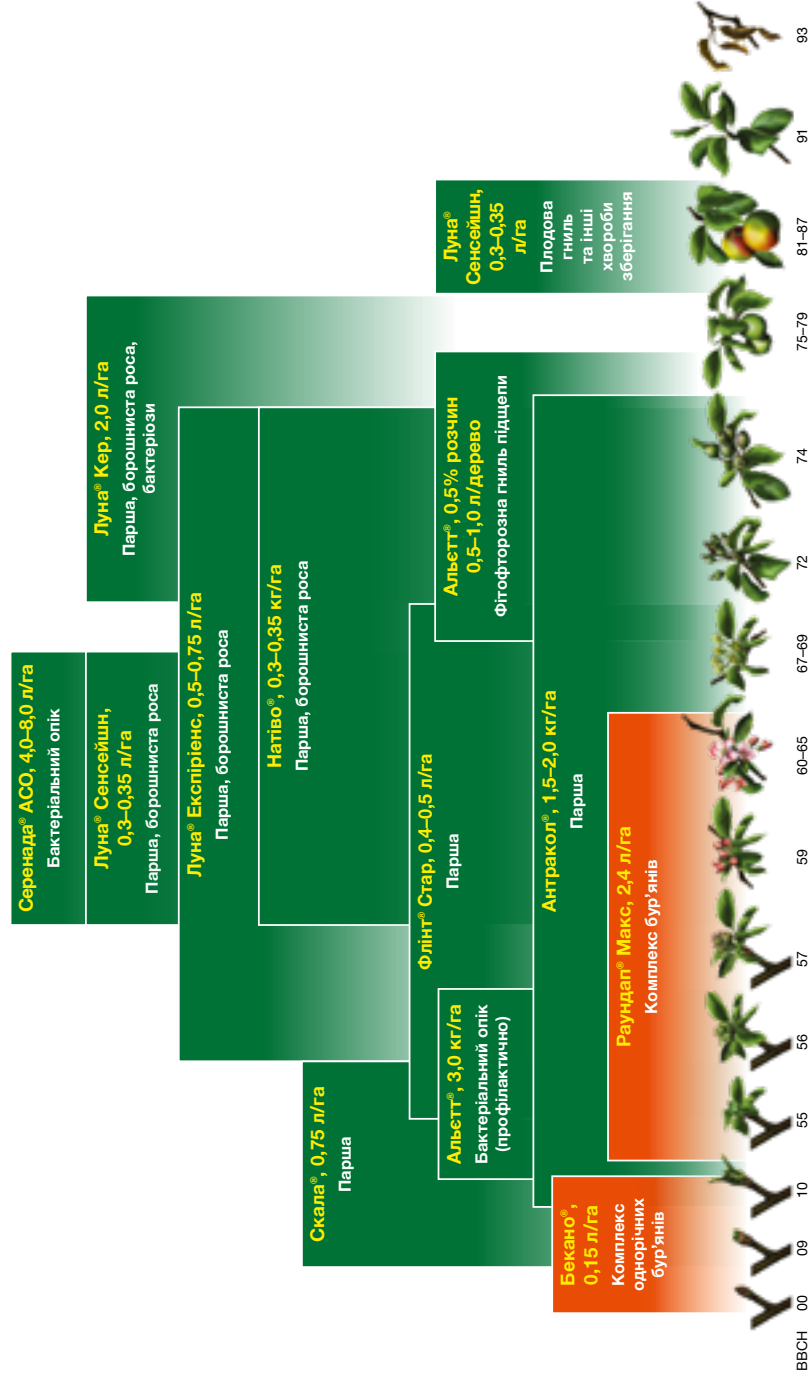 Серенада® АСО, 4,0–8,0 л/га
Бактеріальний опік
Луна® Сенсейшн,
0,3–0,35 л/га
Парша, борошниста роса
Луна® Кер, 2,0 л/га
Парша, борошниста роса,
бактеріози
Луна® Експіріенс, 0,5–0,75 л/га
Парша, борошниста роса
Натіво®, 0,3–0,35 кг/га
Парша, борошниста роса
Скала®, 0,75 л/га
Парша
Флінт® Стар, 0,4–0,5 л/га
Парша
Альєтт®, 3,0 кг/га
Бактеріальний опік
(профілактично)
Альєтт®, 0,5% розчин
0,5–1,0 л/дерево
Фітофторозна гниль підщепи
Луна®
Сенсейшн,
0,3–0,35
л/га
Плодова
гниль
та інші
хвороби
зберігання
Антракол®, 1,5–2,0 кг/га
Парша
Бекано®,
0,15 л/га
Комплекс
однорічних
бур’янів
Раундап® Макс, 2,4 л/га
Комплекс бур’янів
BBCH 00 09 10 55 56 57 59 60–65 67–69 72 74 75–79 81–87 91 93